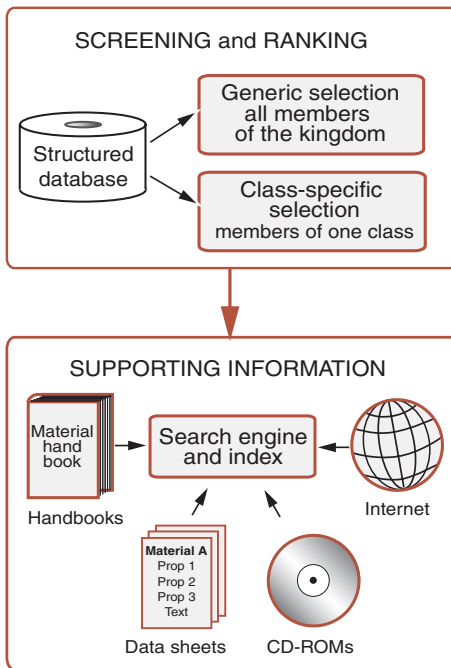 SCREENING and RANKING
Structured
database
Generic selection
all members
of the kingdom
Class-specific
selection
members of one class
SUPPORTING INFORMATION
Material
hand
book
Handbooks
Search engine
and index
Internet
Material A
Prop 1
Prop 2
Prop 3
Text
Data sheets
CD-ROMs